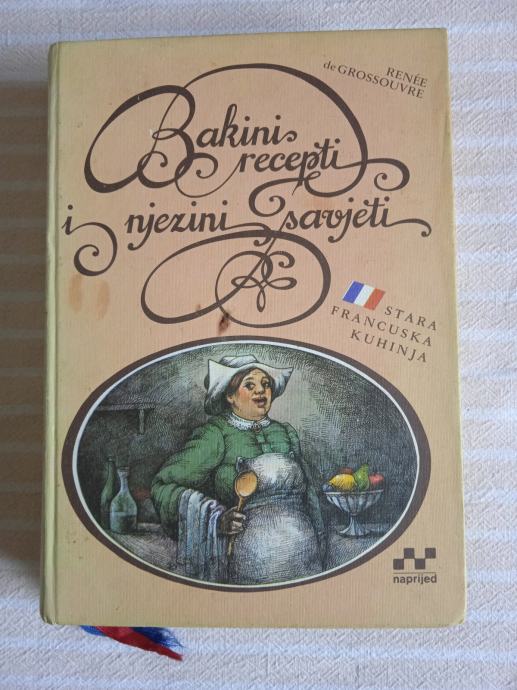 RENÉE
de GROSSOUVRE
Bakini
recepti
i njezini savjeti
STARA
FRANCUSKA
KUHINJA
naprijed